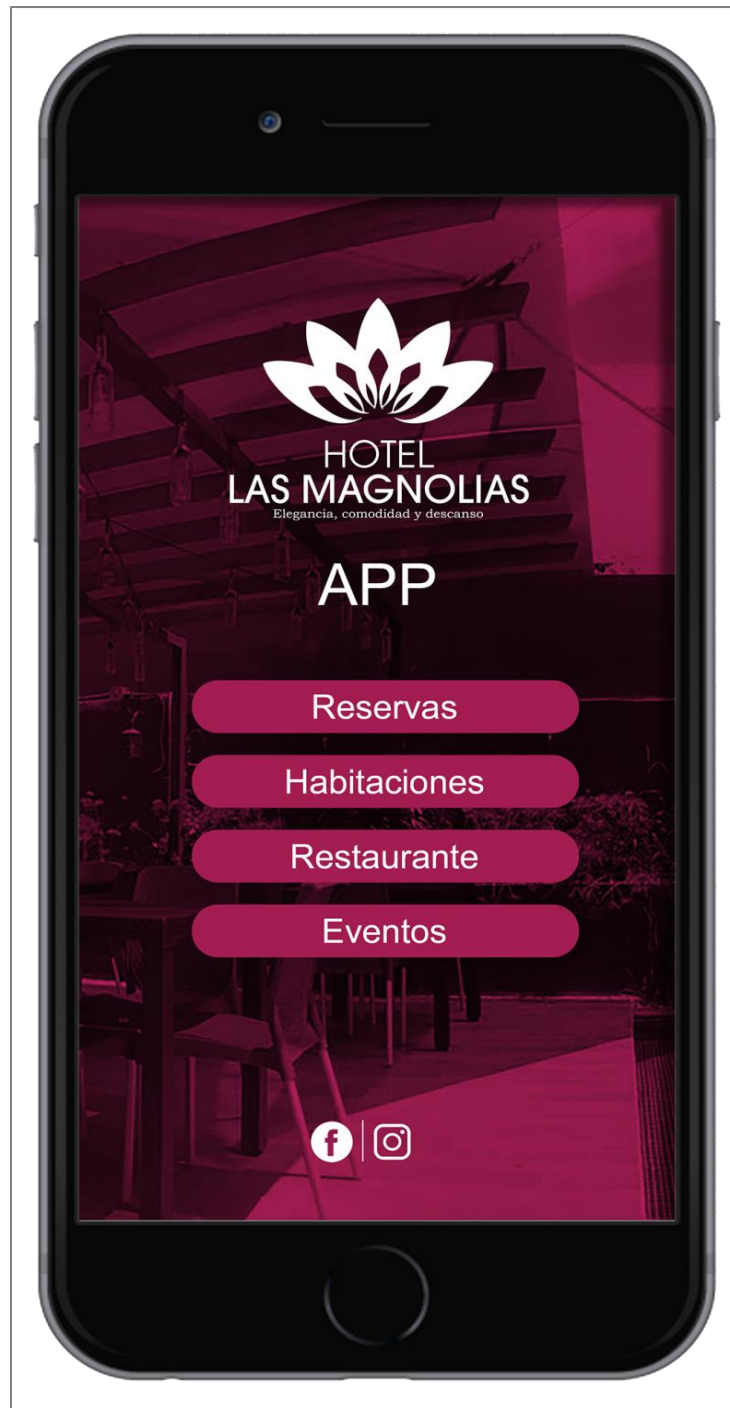 HOTEL
LAS MAGNOLIAS
Elegancia, comodidad y descanso
APP
Reservas
Habitaciones
Restaurante
Eventos